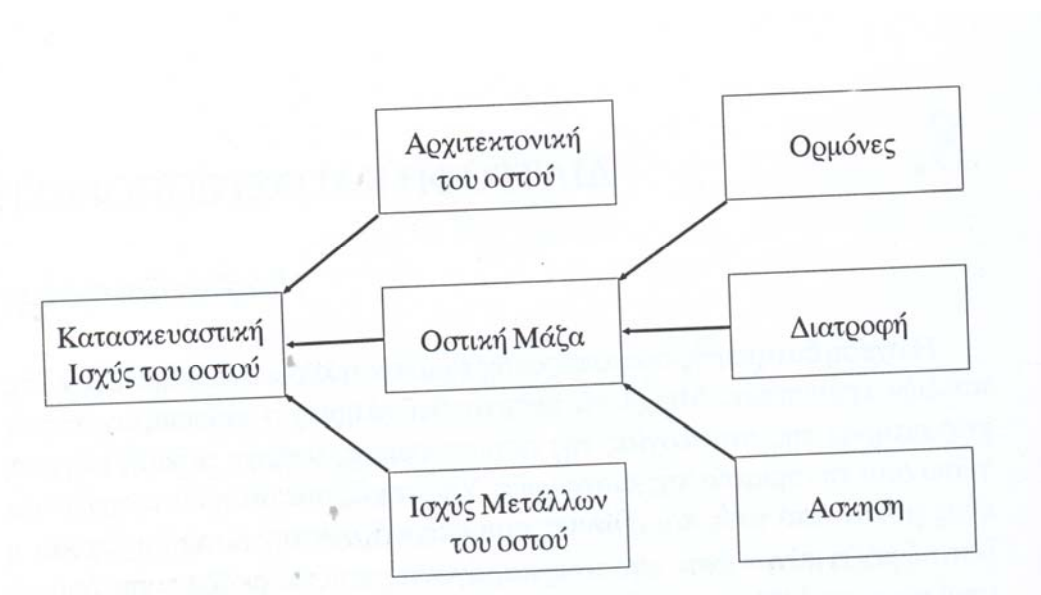 Αρχιτεκτονική
του οστού
Ορμόνες
Κατασκευαστική
Ισχύς του οστού
Οστική Μάζα
Διατροφή
Ισχύς Μετάλλων
του οστού
Ασκηση